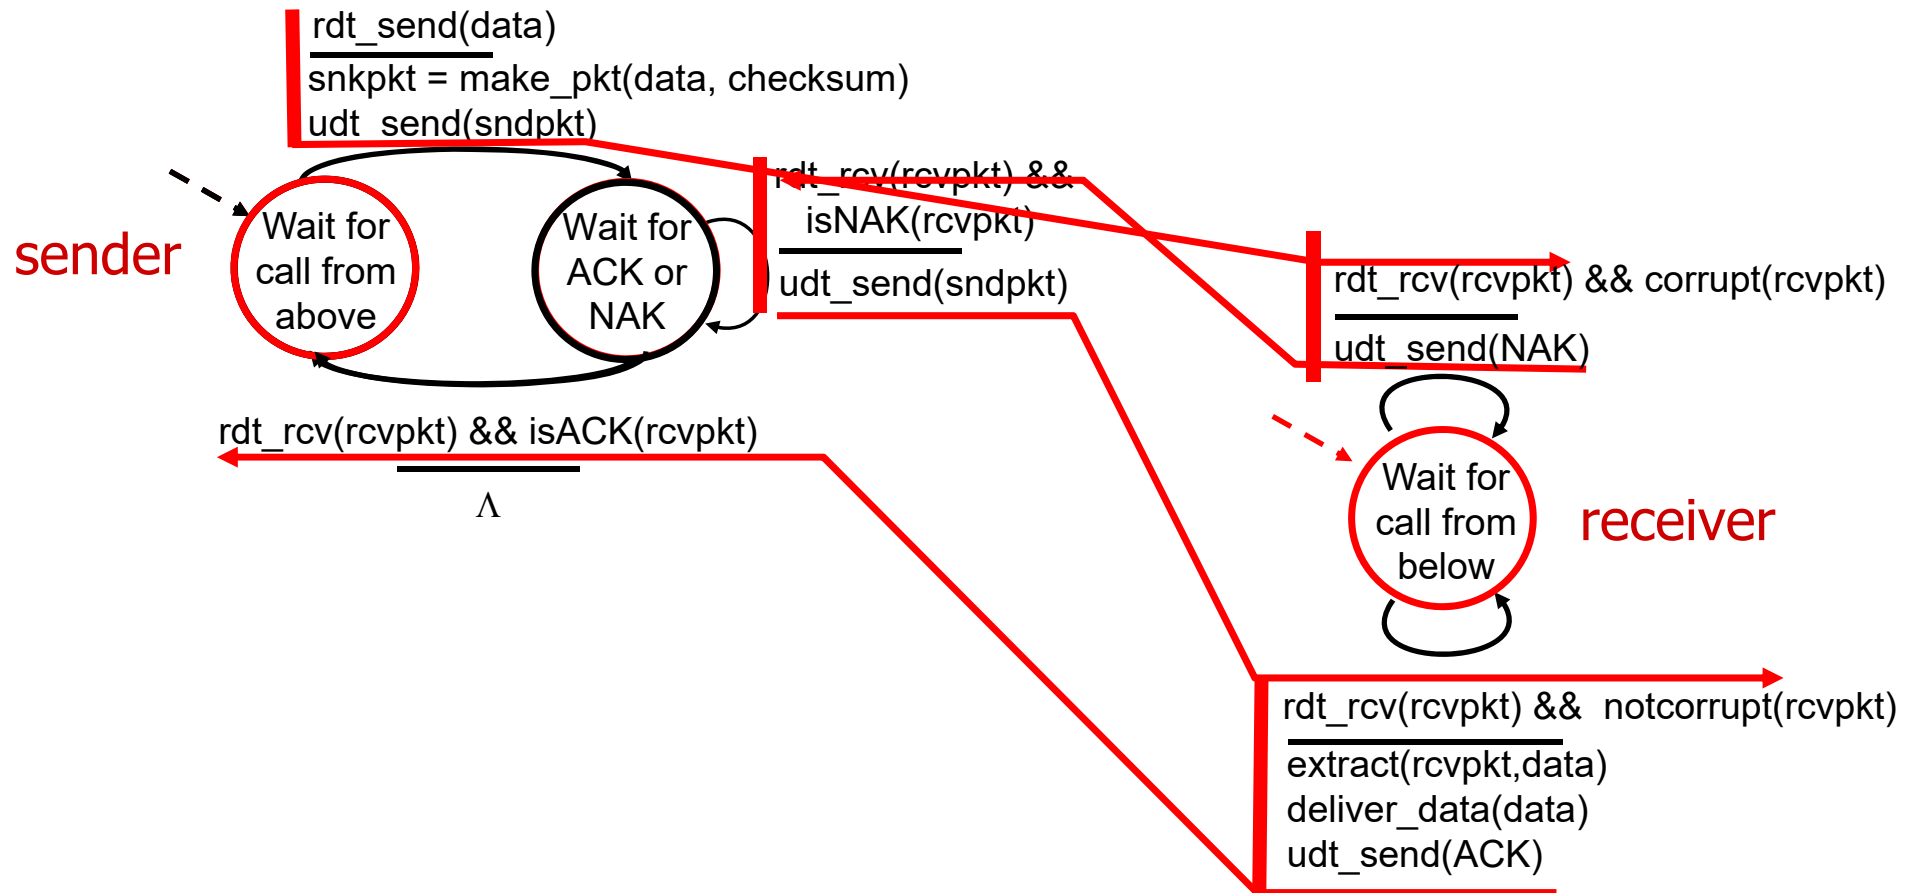 rdt_send(data)
snkpkt = make_pkt(data, checksum)
udt_send(sndpkt)
rdt_rcv(rcvpkt) &&
isNAK(rcvpkt)
udt_send(sndpkt)
sender
Wait for
call from
above
Wait for
ACK or
NAK
rdt_rcv(rcvpkt) && isACK(rcvpkt)
Λ
rdt_rcv(rcvpkt) && corrupt(rcvpkt)
udt_send(NAK)
Wait for
call from
below
receiver
rdt_rcv(rcvpkt) && notcorrupt(rcvpkt)
extract(rcvpkt,data)
deliver_data(data)
udt_send(ACK)